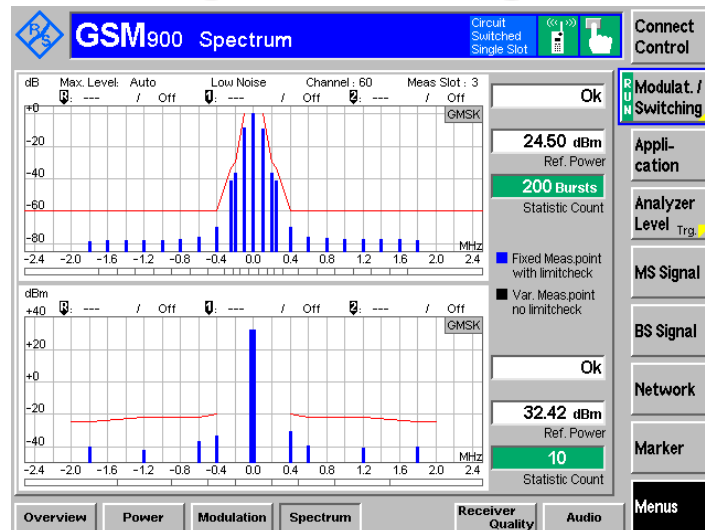 R/S
GSM900 Spectrum
Circuit
Switched
Single Slot
Connect
Control
dB Max. Level: Auto Low Noise Channel : 60 Meas Slot : 3
R: --- / Off 1: --- / Off 2: --- / Off
GMSK
+0
-20
-40
-60
-80
MHz
-2.4 -2.0 -1.6 -1.2 -0.8 -0.4 0.0 0.4 0.8 1.2 1.6 2.0 2.4
Ok
24.50 dBm
Ref. Power
200 Bursts
Statistic Count
Fixed Meas.point
with limitcheck
Var. Meas.point
no limitcheck
dBm
+40 R: --- / Off 1: --- / Off 2: --- / Off
GMSK
+20
+0
-20
-40
MHz
-2.4 -2.0 -1.6 -1.2 -0.8 -0.4 0.0 0.4 0.8 1.2 1.6 2.0 2.4
Ok
32.42 dBm
Ref. Power
10
Statistic Count
RUN
Modulat. /
Switching
Appli-
cation
Analyzer
Level Trg.
MS Signal
BS Signal
Network
Marker
Menus
Overview Power Modulation Spectrum Receiver
Quality Audio